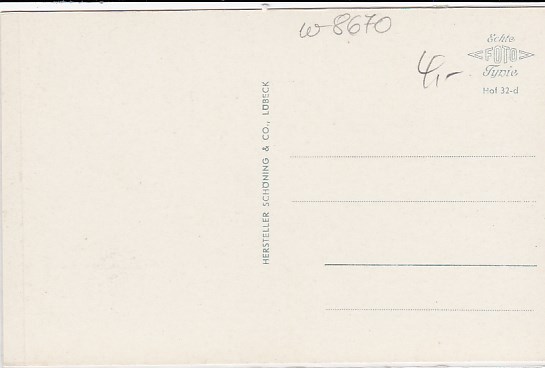 w-8670
4,-
Echte
FOTO
Typie
Hof 32-d
HERSTELLER SCHÖNING & CO., LÜBECK